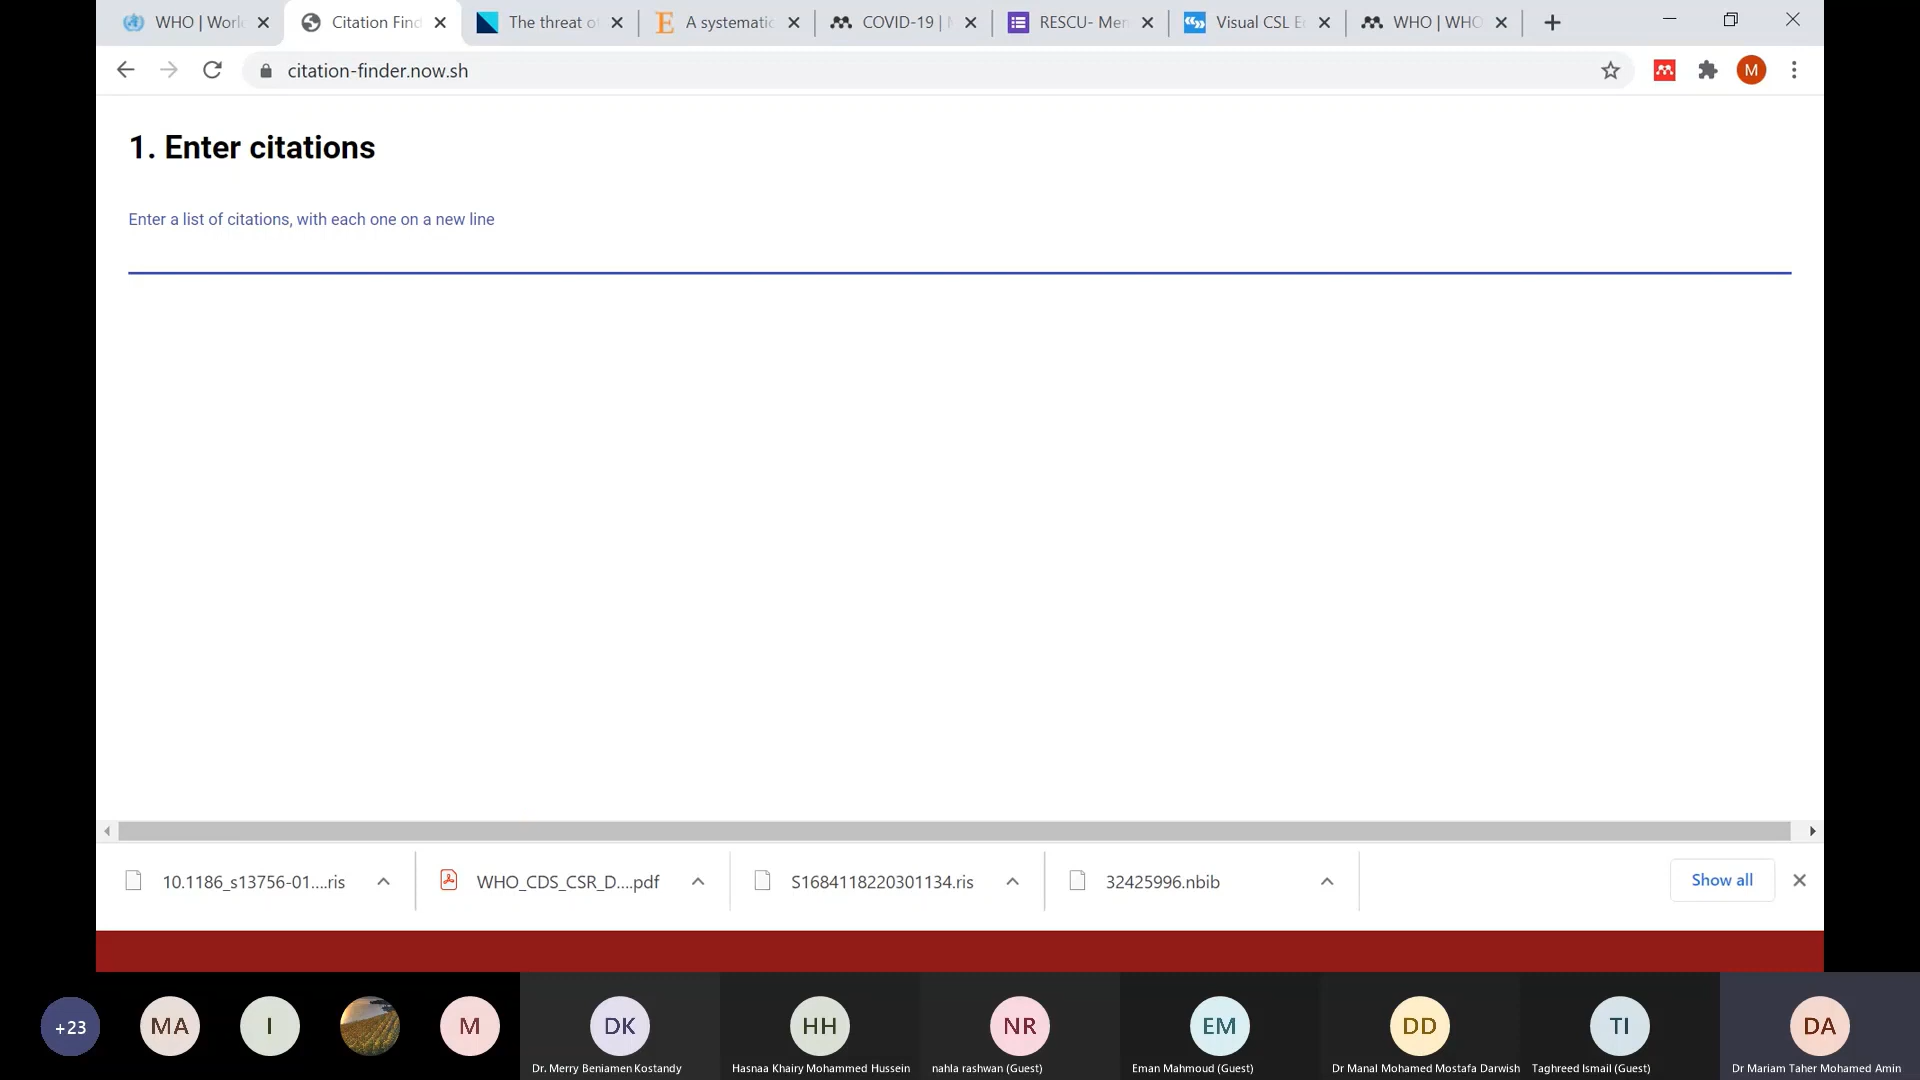 WHO | Worl
Citation Find
The threat o
A systematic
COVID-19 |
RESCU- Men
Visual CSL Ed
WHO | WHO
citation-finder.now.sh
M
1. Enter citations
Enter a list of citations, with each one on a new line
10.1186_s13756-01....ris
WHO_CDS_CSR_D....pdf
S1684118220301134.ris
32425996.nbib
Show all
+23
MA
I
M
DK
HH
NR
EM
DD
TI
DA
Dr. Merry Beniamen Kostandy
Hasnaa Khairy Mohammed Hussein
nahla rashwan (Guest)
Eman Mahmoud (Guest)
Dr Manal Mohamed Mostafa Darwish
Taghreed Ismail (Guest)
Dr Mariam Taher Mohamed Amin